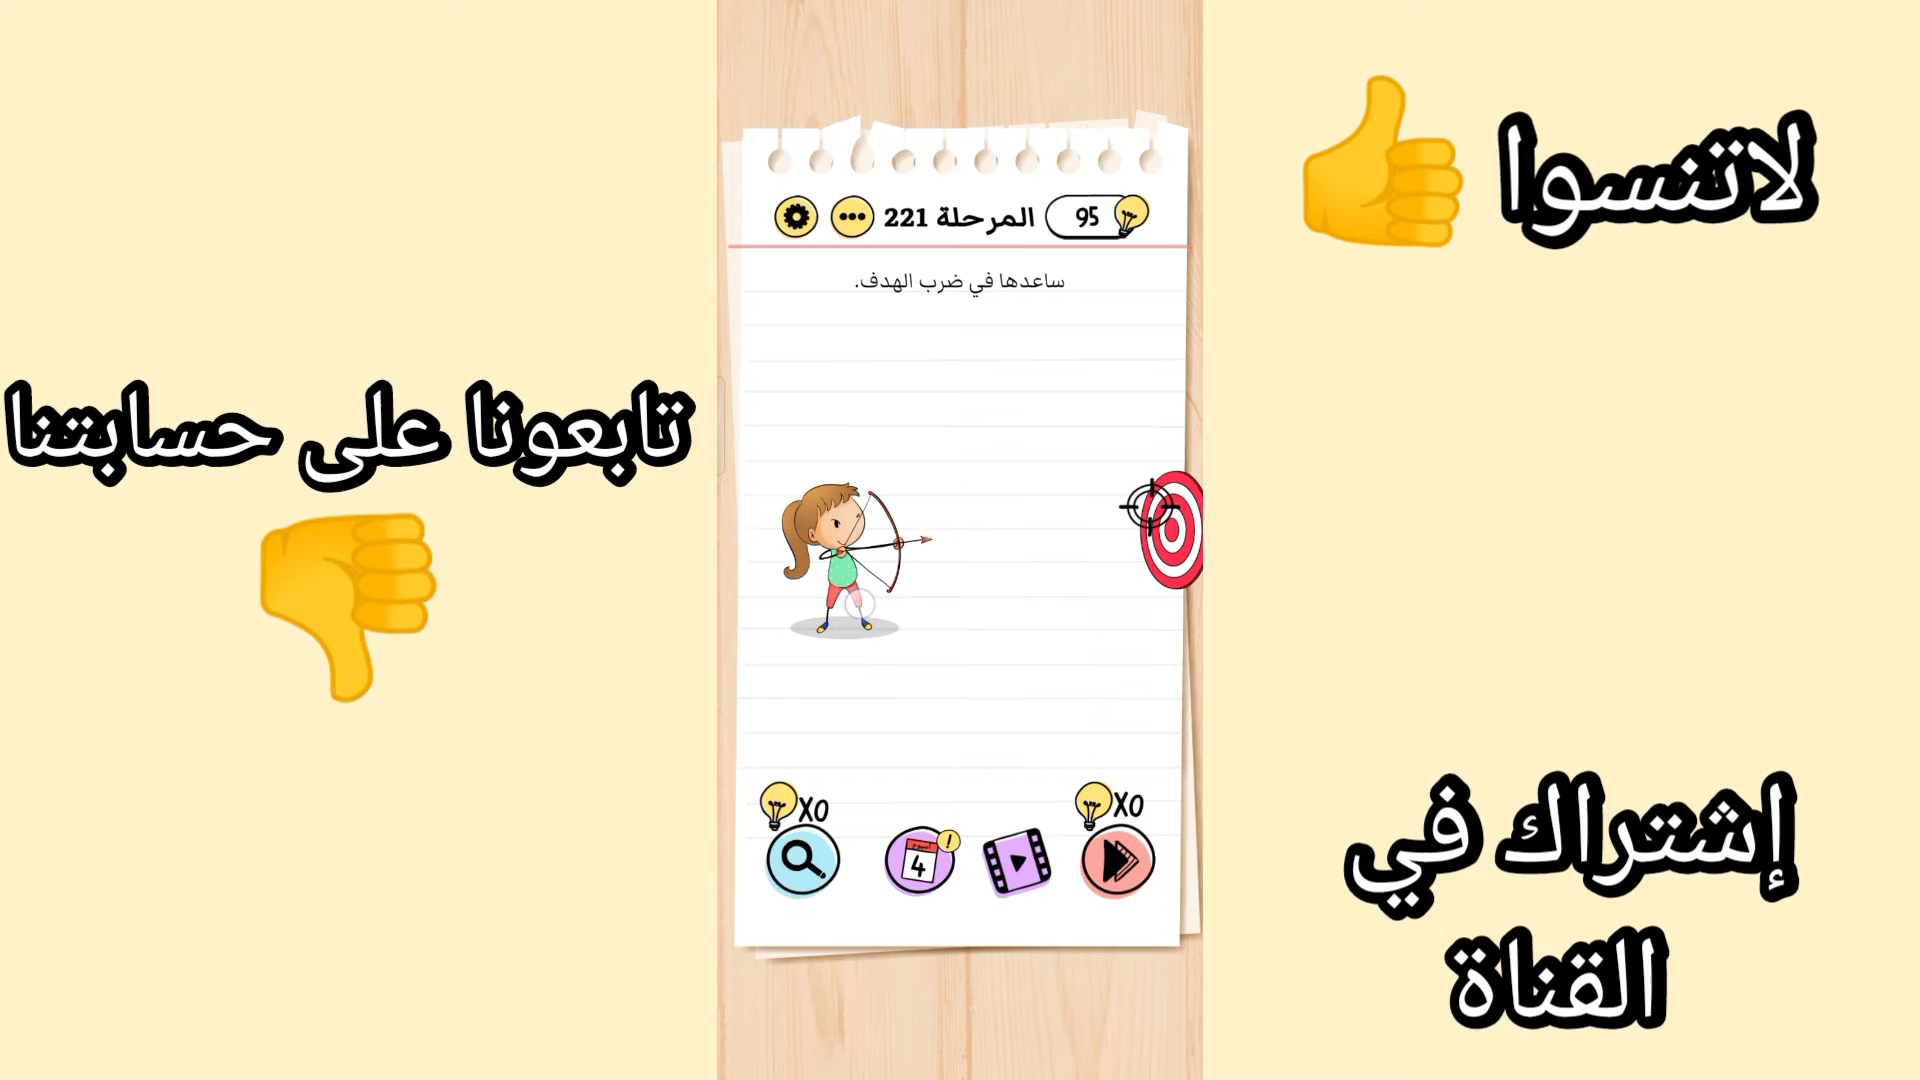 لاتنسوا
المرحلة 221
95
ساعدها في ضرب الهدف.
تابعونا على حسابتنا
X0
X0
4
!
إشتراك في
القناة